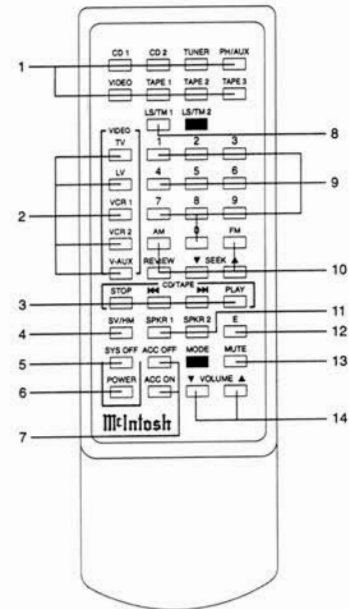 CD 1 CD 2 TUNER PH/AUX
1
VIDEO TAPE 1 TAPE 2 TAPE 3
LS/TM 1 LS/TM 2
8
VIDEO
TV 1 2 3
LV 4 5 6
9
2
VCR 1 7 8 9
VCR 2 AM 0 FM
V-AUX REVIEW ▼ SEEK ▲
10
CD/TAPE
3
STOP ⏮ ⏭ PLAY
11
4
SV/HM SPKR 1 SPKR 2 E
12
5
SYS OFF ACC OFF MODE MUTE
13
6
POWER ACC ON ▼ VOLUME ▲
7
14
McIntosh